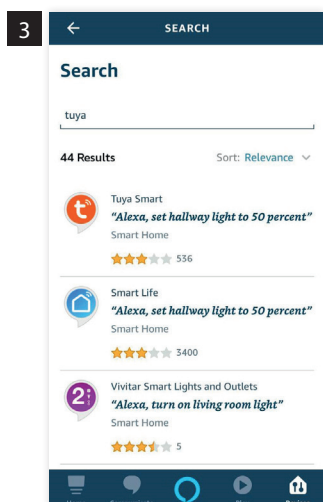 3
SEARCH
Search
tuya
44 Results Sort: Relevance
Tuya Smart
“Alexa, set hallway light to 50 percent”
Smart Home
536
Smart Life
“Alexa, set hallway light to 50 percent”
Smart Home
3400
Vivitar Smart Lights and Outlets
“Alexa, turn on living room light”
Smart Home
5